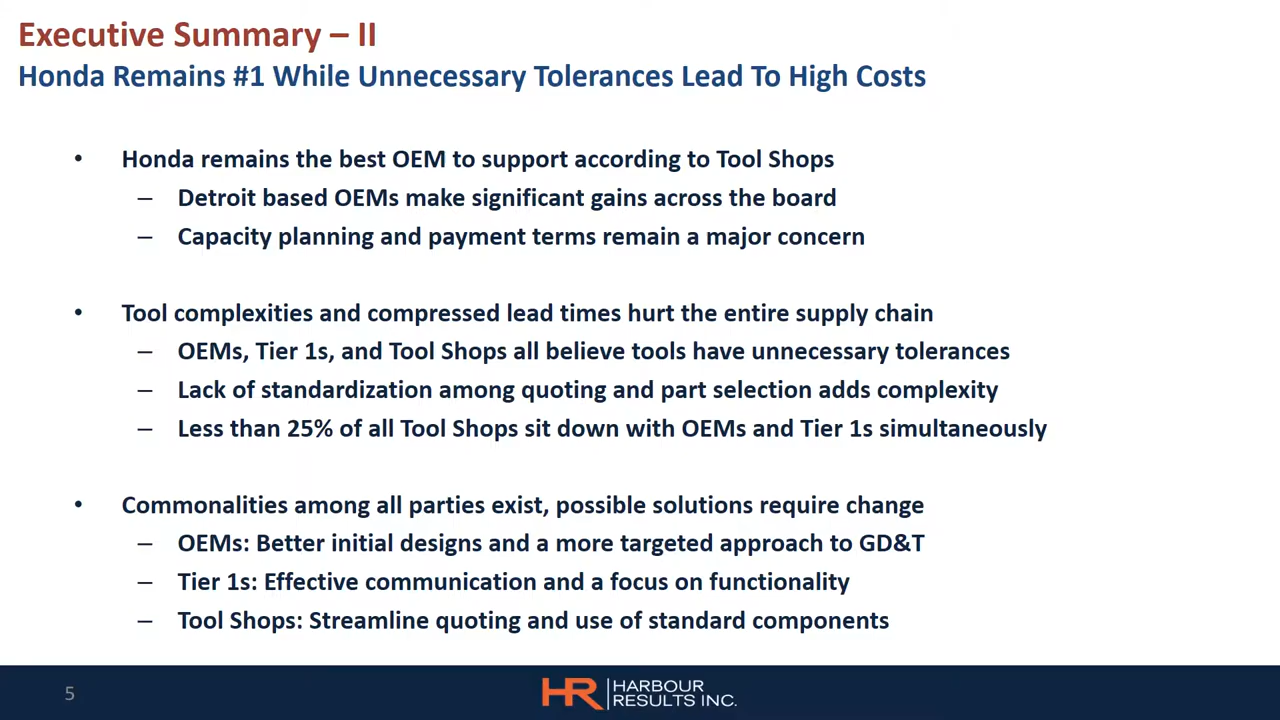 Executive Summary – II
Honda Remains #1 While Unnecessary Tolerances Lead To High Costs
• Honda remains the best OEM to support according to Tool Shops
– Detroit based OEMs make significant gains across the board
– Capacity planning and payment terms remain a major concern
• Tool complexities and compressed lead times hurt the entire supply chain
– OEMs, Tier 1s, and Tool Shops all believe tools have unnecessary tolerances
– Lack of standardization among quoting and part selection adds complexity
– Less than 25% of all Tool Shops sit down with OEMs and Tier 1s simultaneously
• Commonalities among all parties exist, possible solutions require change
– OEMs: Better initial designs and a more targeted approach to GD&T
– Tier 1s: Effective communication and a focus on functionality
– Tool Shops: Streamline quoting and use of standard components
5
HR HARBOUR
RESULTS INC.